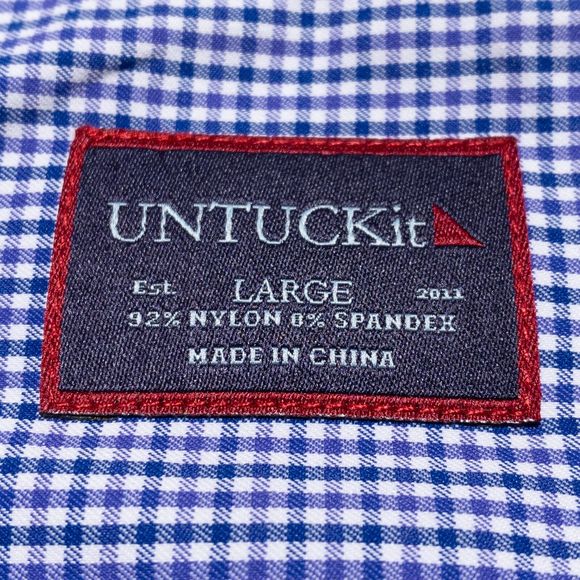 UNTUCKit
Est. LARGE 2011
92% NYLON 8% SPANDEX
MADE IN CHINA